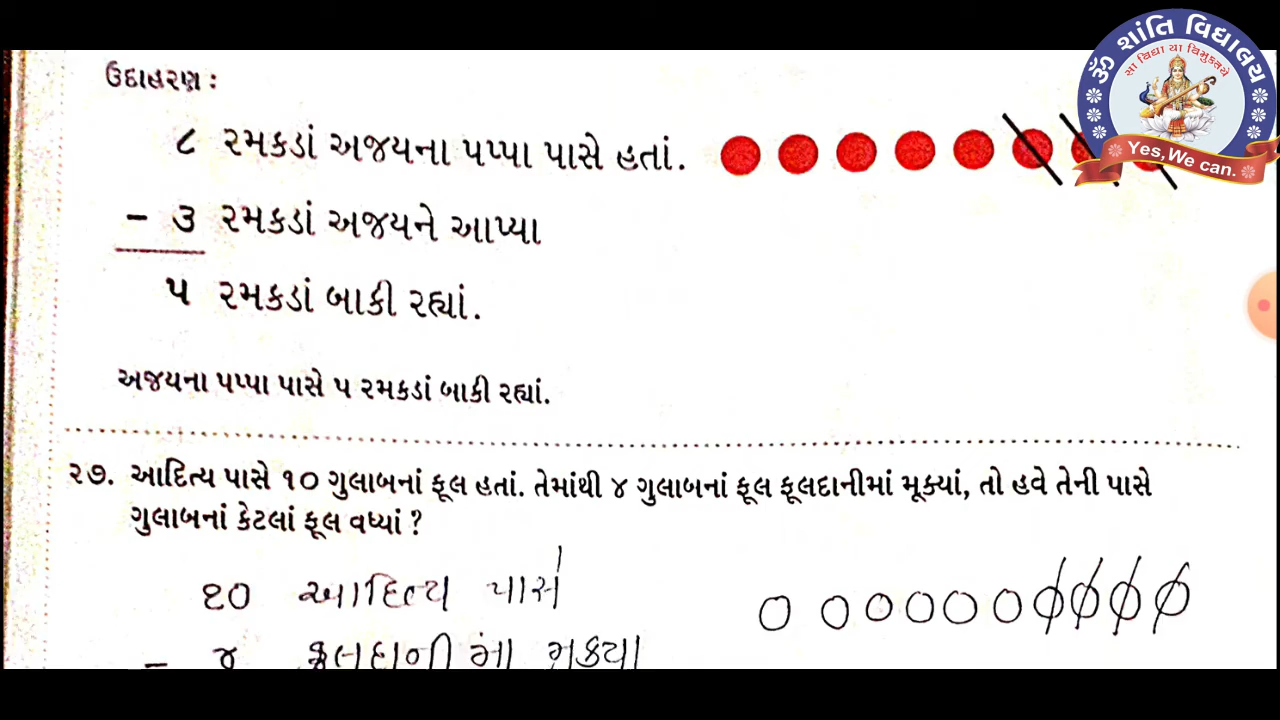 ઉદાહરણ :
૮ રમકડાં અજયના પપ્પા પાસે હતાં.
- ૩ રમકડાં અજયને આપ્યા
૫ રમકડાં બાકી રહ્યાં.
અજયના પપ્પા પાસે ૫ રમકડાં બાકી રહ્યાં.
૨૭. આદિત્ય પાસે ૧૦ ગુલાબનાં ફૂલ હતાં. તેમાંથી ૪ ગુલાબનાં ફૂલ ફૂલદાનીમાં મૂક્યાં, તો હવે તેની પાસે
ગુલાબનાં કેટલાં ફૂલ વધ્યાં ?
૧૦ આદિત્ય પાસે
- ૪ ફુલદાની માં મુકયા
ૐ શાંતિ વિદ્યાલય
સા વિદ્યા યા વિમુક્તયે
Yes, We can.